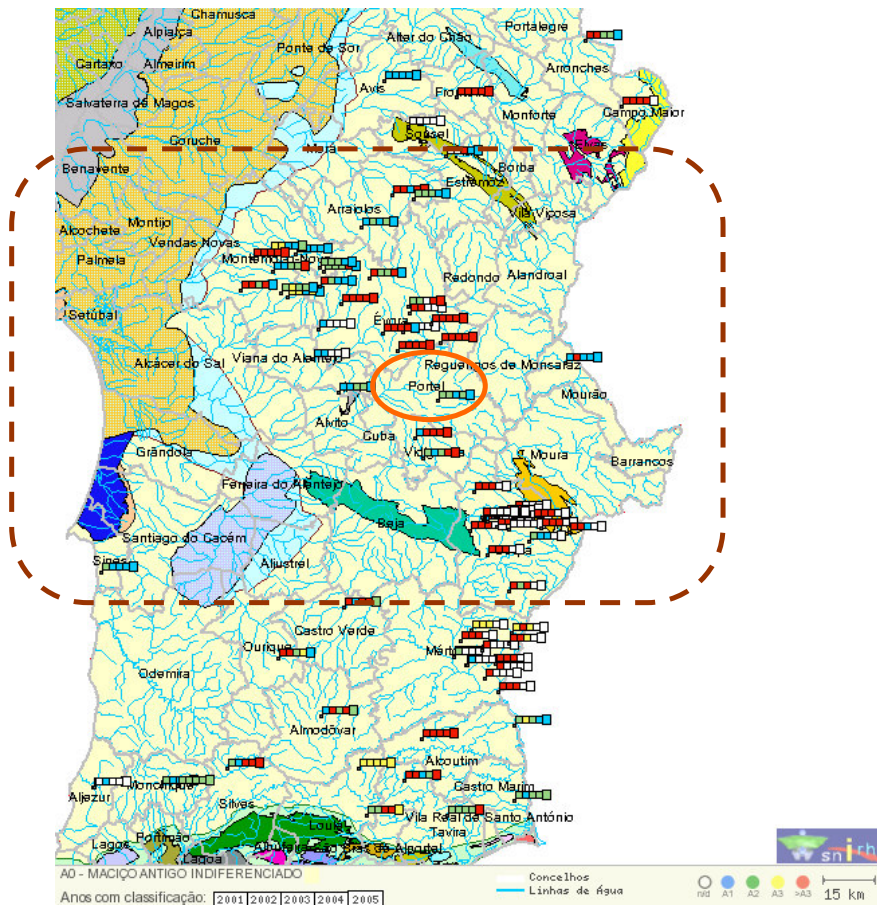 Chamusca
Portalegre
Alpiarça
Ponte de Sor
Alter do Chão
Cartaxo
Almeirim
Arronches
Avis
Salvaterra de Magos
Campo Maior
Monforte
Sousel
Coruche
Mora
Elvas
Benavente
Borba
Estremoz
Arraiolos
Vila Viçosa
Montijo
Alcochete
Vendas Novas
Palmela
Montemor-o-Novo
Redondo
Alandroal
Setúbal
Évora
Viana do Alentejo
Reguengos de Monsaraz
Alcácer do Sal
Portel
Mourão
Alvito
Cuba
Grândola
Moura
Barrancos
Ferreira do Alentejo
Beja
Santiago do Cacém
Sines
Aljustrel
Castro Verde
Ourique
Odemira
Almodôvar
Alcoutim
Aljezur
Monchique
Castro Marim
Silves
Vila Real de Santo António
Portimão
Loulé
Tavira
Lagos
Lagoa
São Brás de Alportel
snirh
A0 - MACIÇO ANTIGO INDIFERENCIADO
Concelhos
Linhas de Água
n/d A1 A2 A3 >A3
15 km
Anos com classificação: 2001 2002 2003 2004 2005